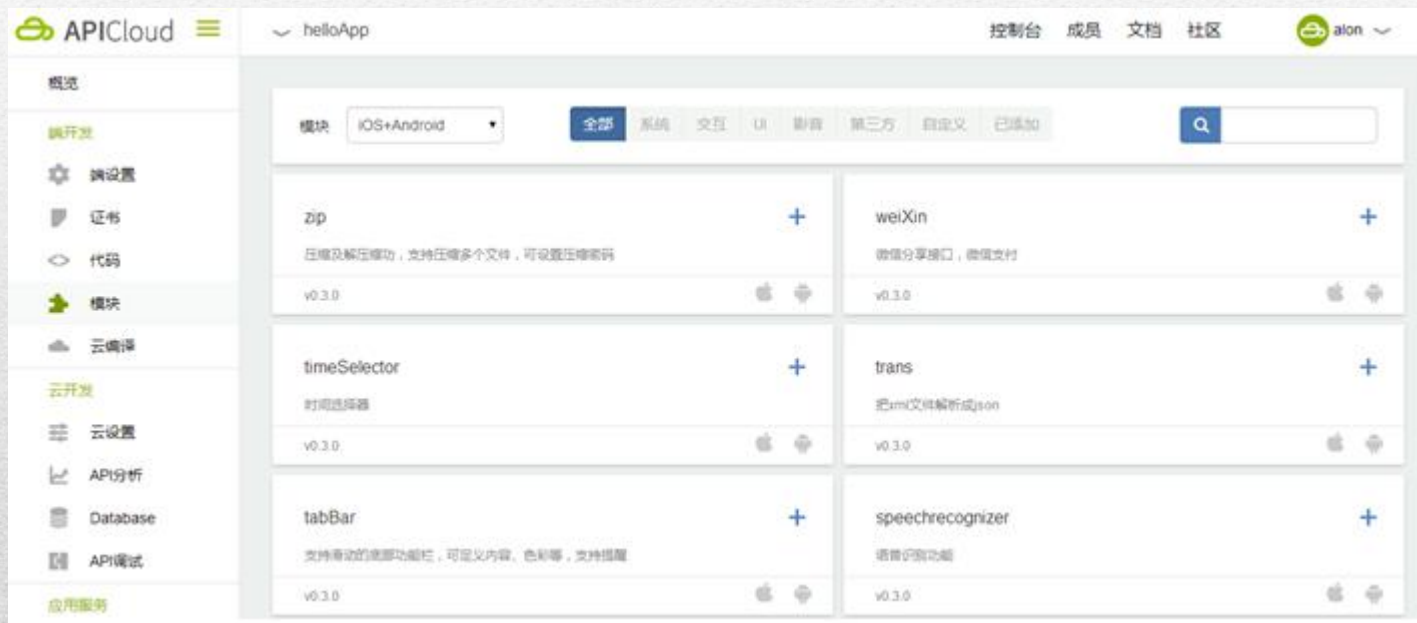 APICloud
helloApp
控制台 成员 文档 社区
alon
概览
端开发
端设置
证书
代码
模块
云编译
云开发
云设置
API分析
Database
API调试
应用服务
模块 iOS+Android 全部 系统 交互 UI 影音 第三方 自定义 已添加
zip
压缩及解压缩功，支持压缩多个文件，可设置压缩密码
v0.3.0
weiXin
微信分享接口，微信支付
v0.3.0
timeSelector
时间选择器
v0.3.0
trans
把xml文件解析成json
v0.3.0
tabBar
支持滑动的底部功能栏，可定义内容、色彩等，支持提醒
v0.3.0
speechrecognizer
语音识别功能
v0.3.0